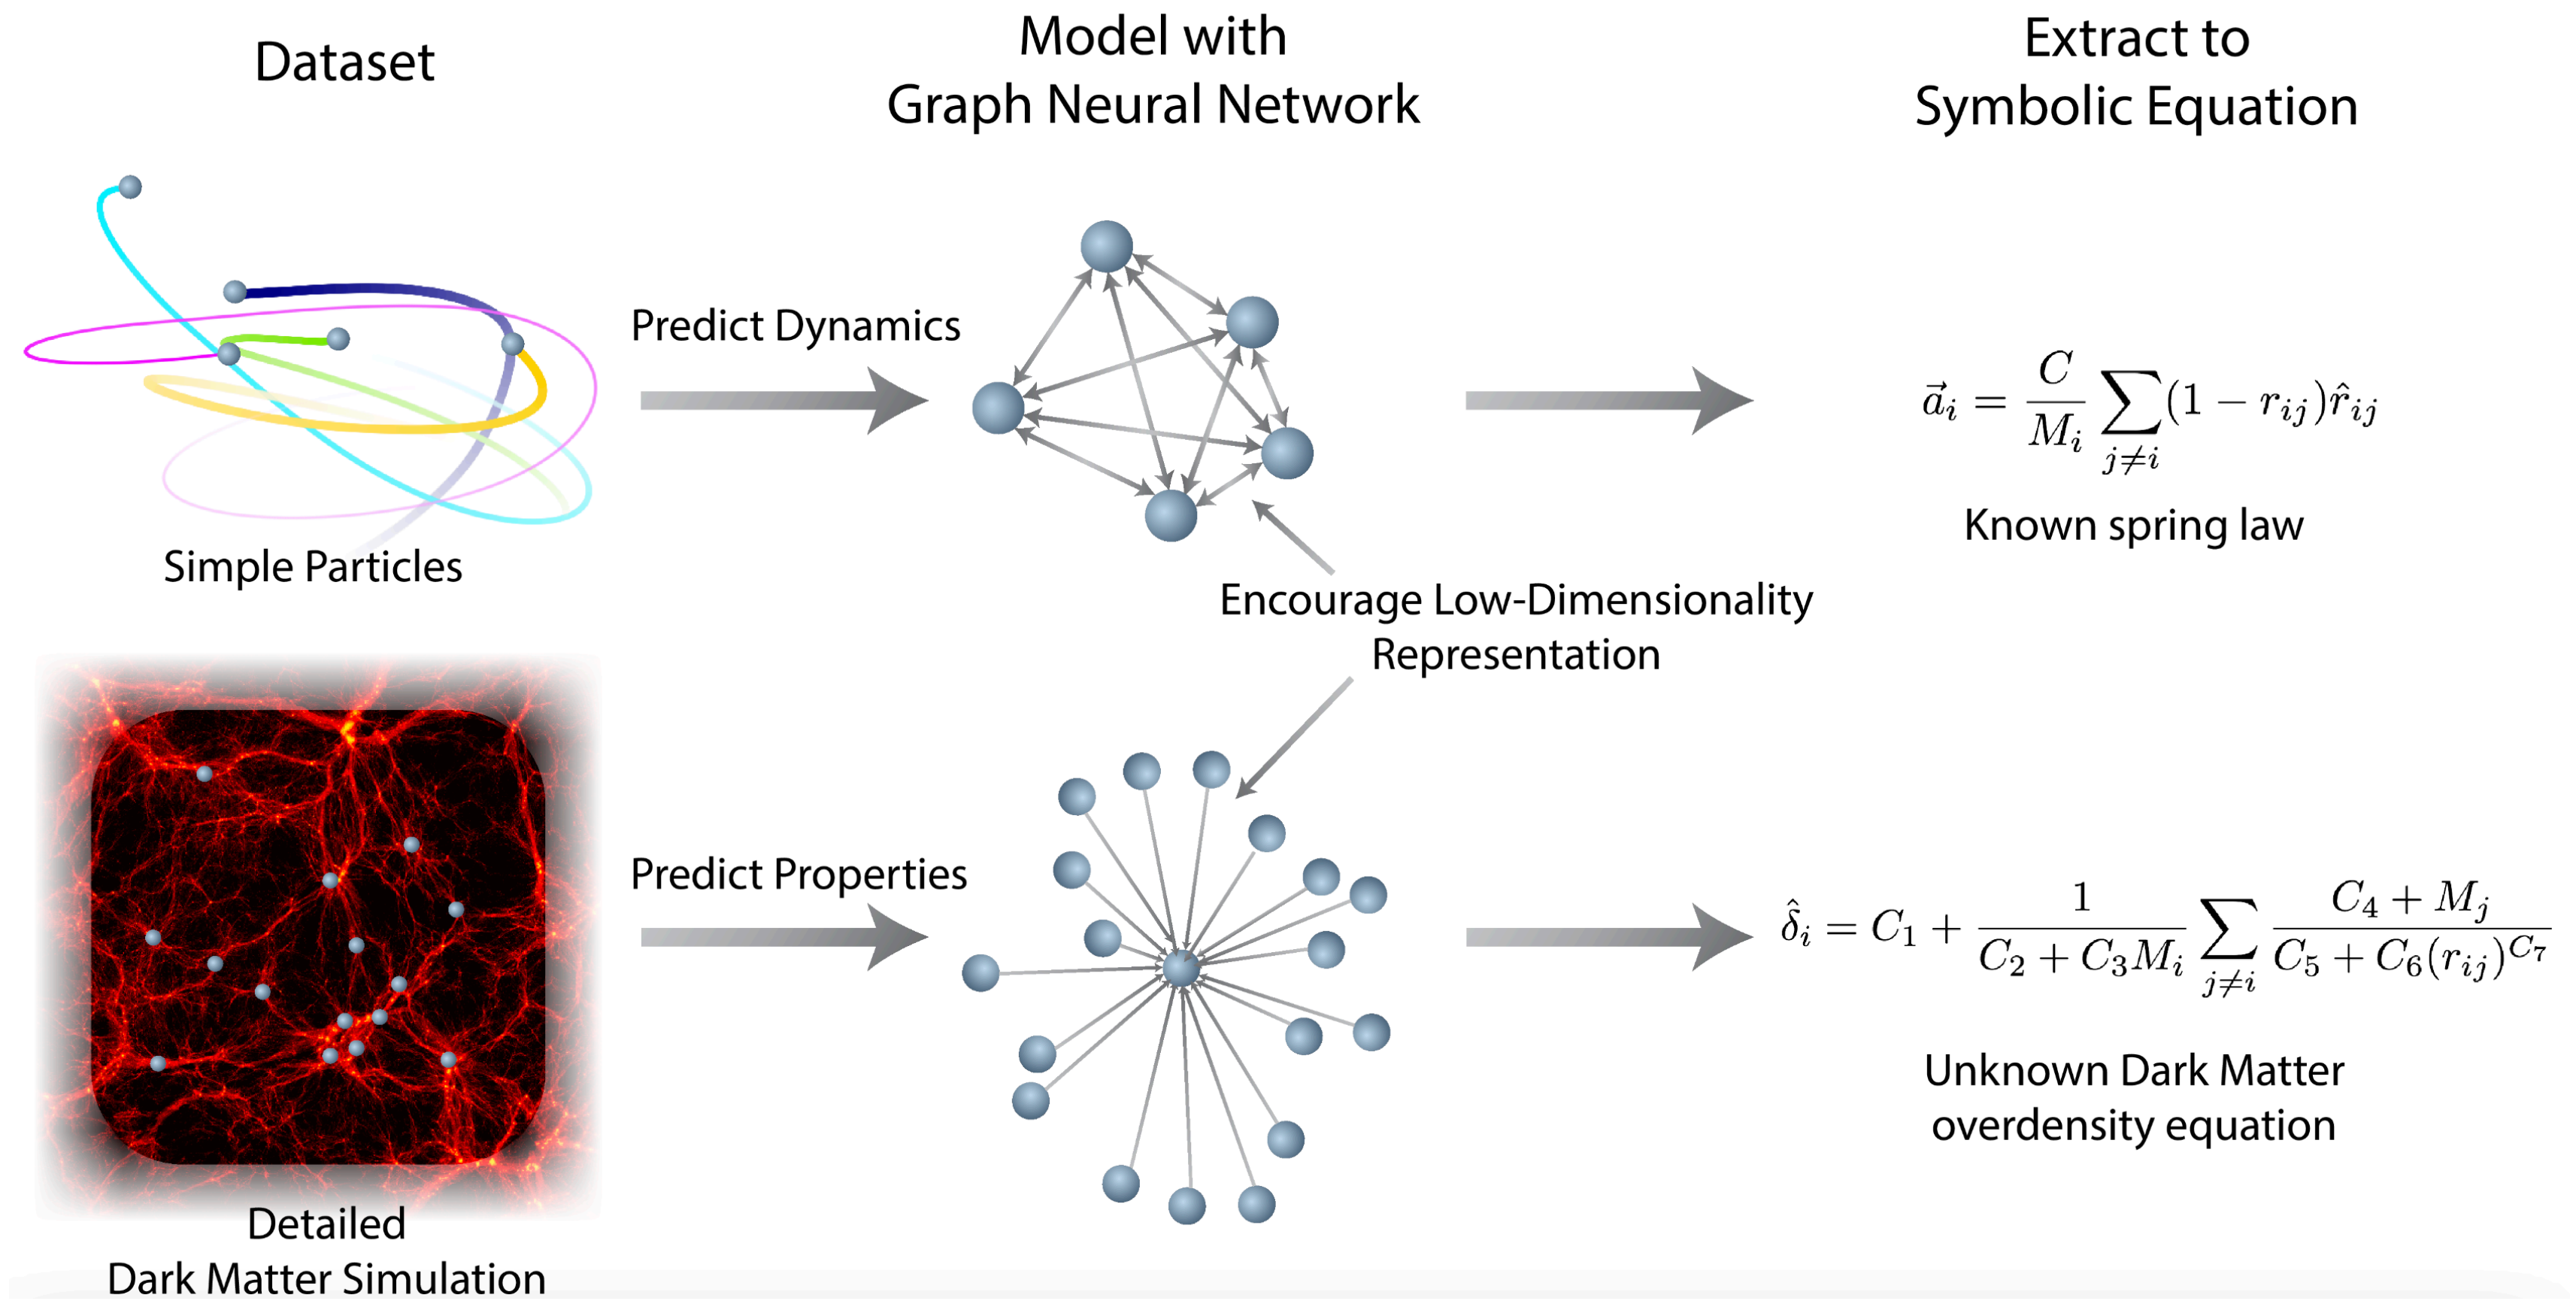 Dataset
Model with
Graph Neural Network
Extract to
Symbolic Equation
Predict Dynamics
$\vec{a}_i = \frac{C}{M_i} \sum_{j \neq i} (1 - r_{ij}) \hat{r}_{ij}$
Known spring law
Simple Particles
Encourage Low-Dimensionality
Representation
Predict Properties
$\hat{\delta}_i = C_1 + \frac{1}{C_2 + C_3 M_i} \sum_{j \neq i} \frac{C_4 + M_j}{C_5 + C_6 (r_{ij})^{C_7}}$
Unknown Dark Matter
overdensity equation
Detailed
Dark Matter Simulation